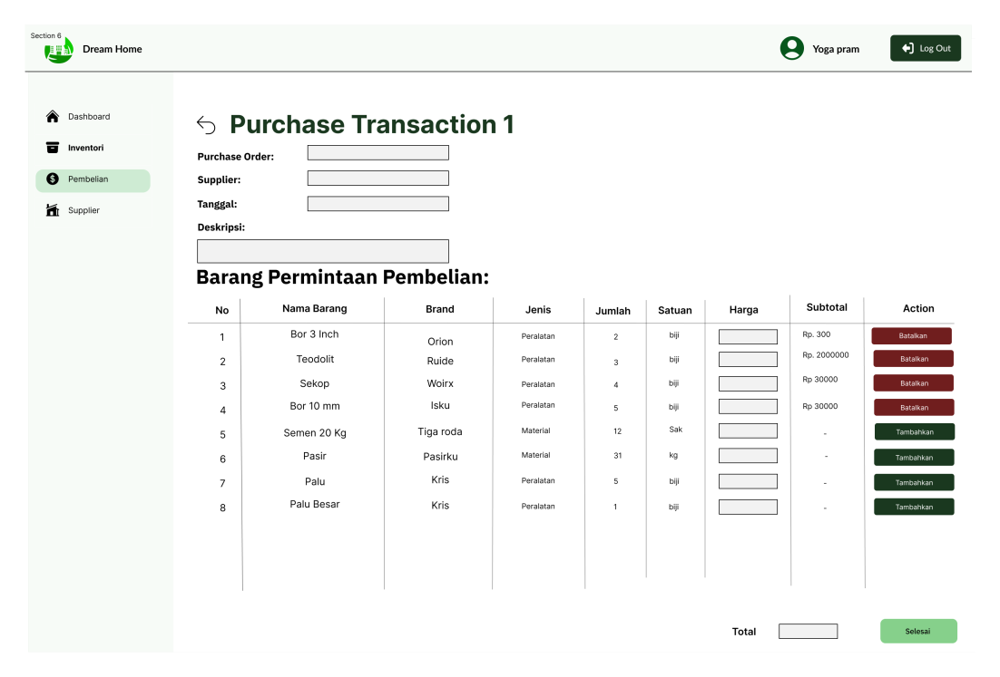 Section 6
Dream Home
Yoga pram
Log Out
Dashboard
Inventori
Pembelian
Supplier
Purchase Transaction 1
Purchase Order:
Supplier:
Tanggal:
Deskripsi:
Barang Permintaan Pembelian:
No Nama Barang Brand Jenis Jumlah Satuan Harga Subtotal Action
1 Bor 3 Inch Orion Peralatan 2 biji Rp. 300 Batalkan
2 Teodolit Ruide Peralatan 3 biji Rp. 2000000 Batalkan
3 Sekop Woirx Peralatan 4 biji Rp 30000 Batalkan
4 Bor 10 mm Isku Peralatan 5 biji Rp 30000 Batalkan
5 Semen 20 Kg Tiga roda Material 12 Sak - Tambahkan
6 Pasir Pasirku Material 31 kg - Tambahkan
7 Palu Kris Peralatan 5 biji - Tambahkan
8 Palu Besar Kris Peralatan 1 biji - Tambahkan
Total
Selesai